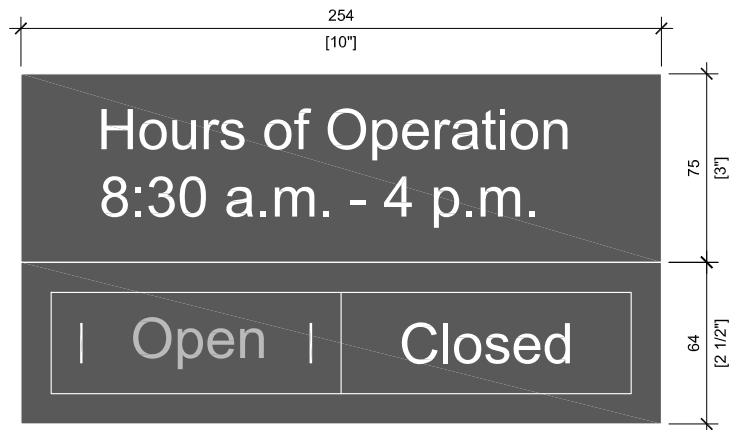 254
[10"]
Hours of Operation
8:30 a.m. - 4 p.m.
75
[3"]
Open
Closed
64
[2 1/2"]